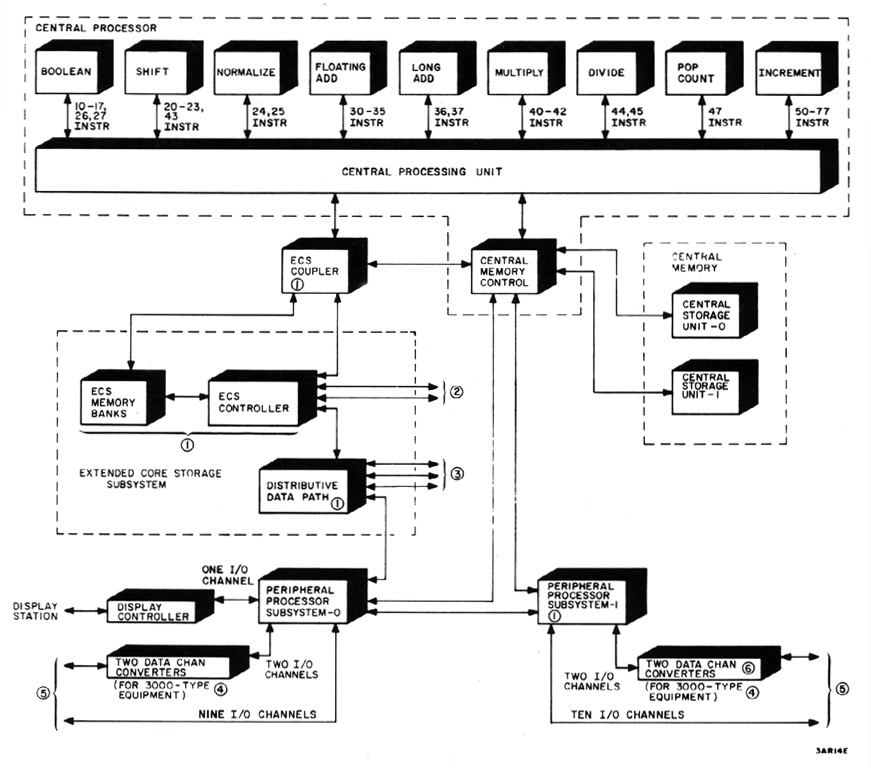 CENTRAL PROCESSOR
BOOLEAN
SHIFT
NORMALIZE
FLOATING
ADD
LONG
ADD
MULTIPLY
DIVIDE
POP
COUNT
INCREMENT
10-17,
26,27
INSTR
20-23,
43
INSTR
24,25
INSTR
30-35
INSTR
36,37
INSTR
40-42
INSTR
44,45
INSTR
47
INSTR
50-77
INSTR
CENTRAL PROCESSING UNIT
ECS
COUPLER
①
CENTRAL
MEMORY
CONTROL
CENTRAL
MEMORY
CENTRAL
STORAGE
UNIT-0
CENTRAL
STORAGE
UNIT-1
ECS
MEMORY
BANKS
ECS
CONTROLLER
②
①
EXTENDED CORE STORAGE
SUBSYSTEM
DISTRIBUTIVE
DATA PATH ①
③
ONE I/O
CHANNEL
DISPLAY
STATION
DISPLAY
CONTROLLER
PERIPHERAL
PROCESSOR
SUBSYSTEM-0
PERIPHERAL
PROCESSOR
SUBSYSTEM-1
①
TWO DATA CHAN
CONVERTERS
(FOR 3000-TYPE ④
EQUIPMENT)
TWO I/O
CHANNELS
⑤
NINE I/O CHANNELS
TWO I/O
CHANNELS
TWO DATA CHAN ⑥
CONVERTERS
(FOR 3000-TYPE ④
EQUIPMENT)
⑤
TEN I/O CHANNELS
3AR14E